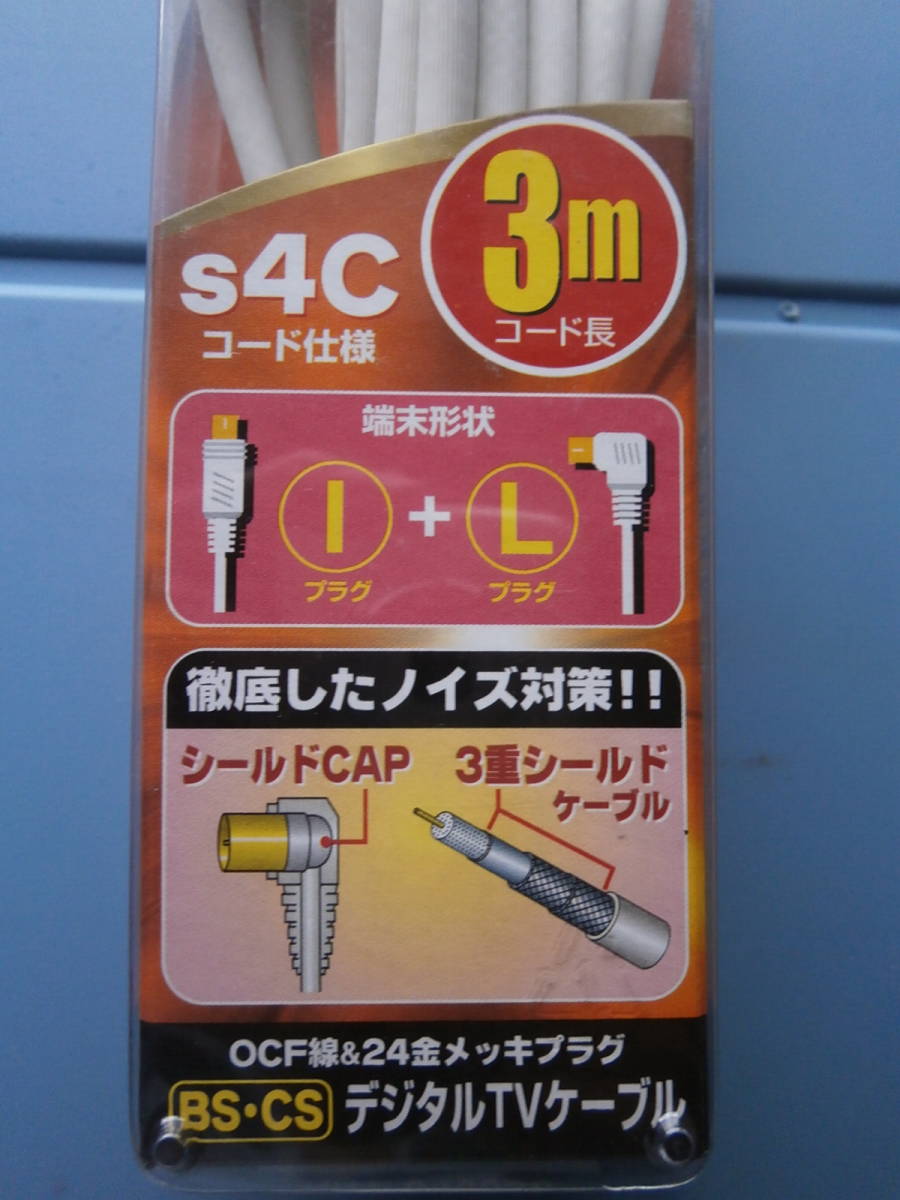 s4C
コード仕様
3m
コード長
端末形状
I
プラグ
+
L
プラグ
徹底したノイズ対策!!
シールドCAP
3重シールド
ケーブル
OCF線&24金メッキプラグ
BS・CS デジタルTVケーブル